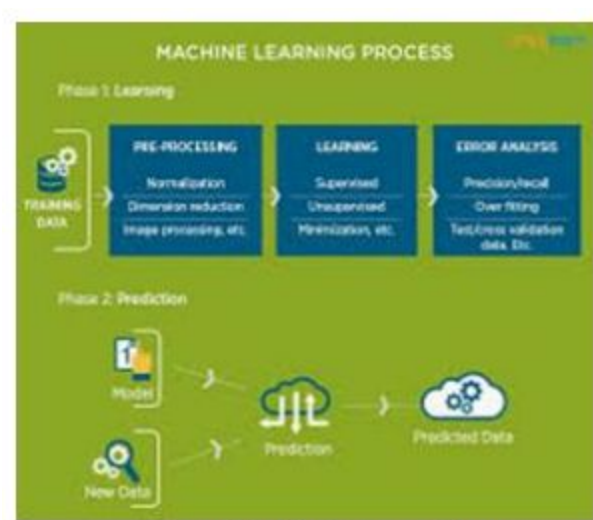 MACHINE LEARNING PROCESS
Phase 1: Learning
TRAINING
DATA
PRE-PROCESSING
Normalization
Dimension reduction
Image processing, etc.
LEARNING
Supervised
Unsupervised
Minimization, etc.
ERROR ANALYSIS
Precision/recall
Over fitting
Test/cross validation
data, Etc.
Phase 2: Prediction
Model
New Data
Prediction
Predicted Data